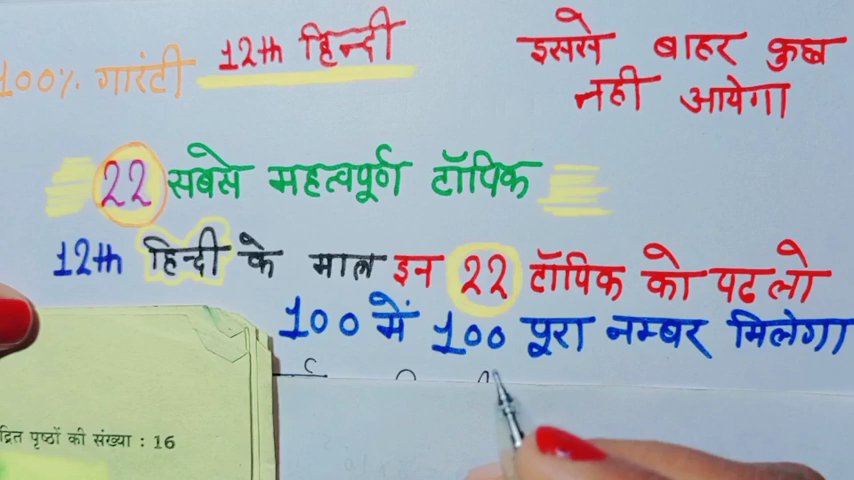 100% गारंटी 12th हिन्दी
इससे बाहर कुछ
नही आयेगा
22 सबसे महत्वपूर्ण टॉपिक
12th हिन्दी के मात्र इन 22 टॉपिक को पढ लो
100 में 100 पूरा नम्बर मिलेगा
द्रित पृष्ठों की संख्या : 16